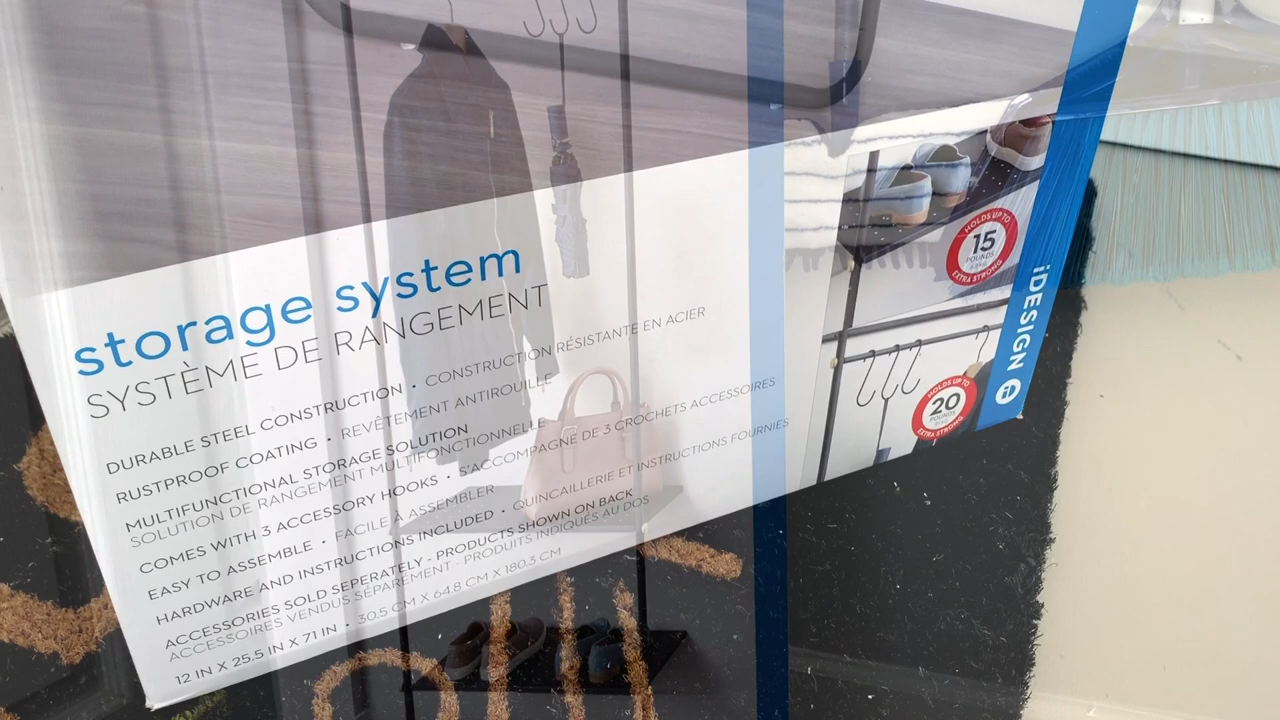 storage system
SYSTÈME DE RANGEMENT
DURABLE STEEL CONSTRUCTION • CONSTRUCTION RÉSISTANTE EN ACIER
RUSTPROOF COATING • REVÊTEMENT ANTIROUILLE
MULTIFUNCTIONAL STORAGE SOLUTION
SOLUTION DE RANGEMENT MULTIFONCTIONNELLE
COMES WITH 3 ACCESSORY HOOKS • S'ACCOMPAGNE DE 3 CROCHETS ACCESSOIRES
EASY TO ASSEMBLE • FACILE À ASSEMBLER
HARDWARE AND INSTRUCTIONS INCLUDED • QUINCAILLERIE ET INSTRUCTIONS FOURNIES
ACCESSORIES SOLD SEPERATELY - PRODUCTS SHOWN ON BACK
ACCESSOIRES VENDUS SÉPARÉMENT - PRODUITS INDIQUÉS AU DOS
12 IN X 25.5 IN X 71 IN • 30.5 CM X 64.8 CM X 180.3 CM
HOLDS UP TO
15
POUNDS
EXTRA STRONG
HOLDS UP TO
20
POUNDS
EXTRA STRONG
iDESIGN